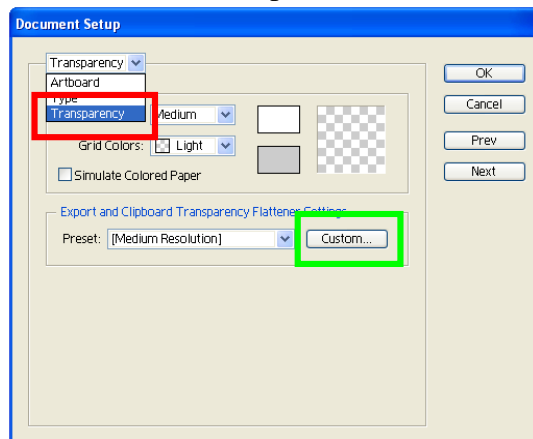 Document Setup
Transparency
Artboard
Type
Transparency
Medium
Grid Colors: Light
Simulate Colored Paper
Export and Clipboard Transparency Flattener Settings
Preset: [Medium Resolution] Custom...
OK
Cancel
Prev
Next